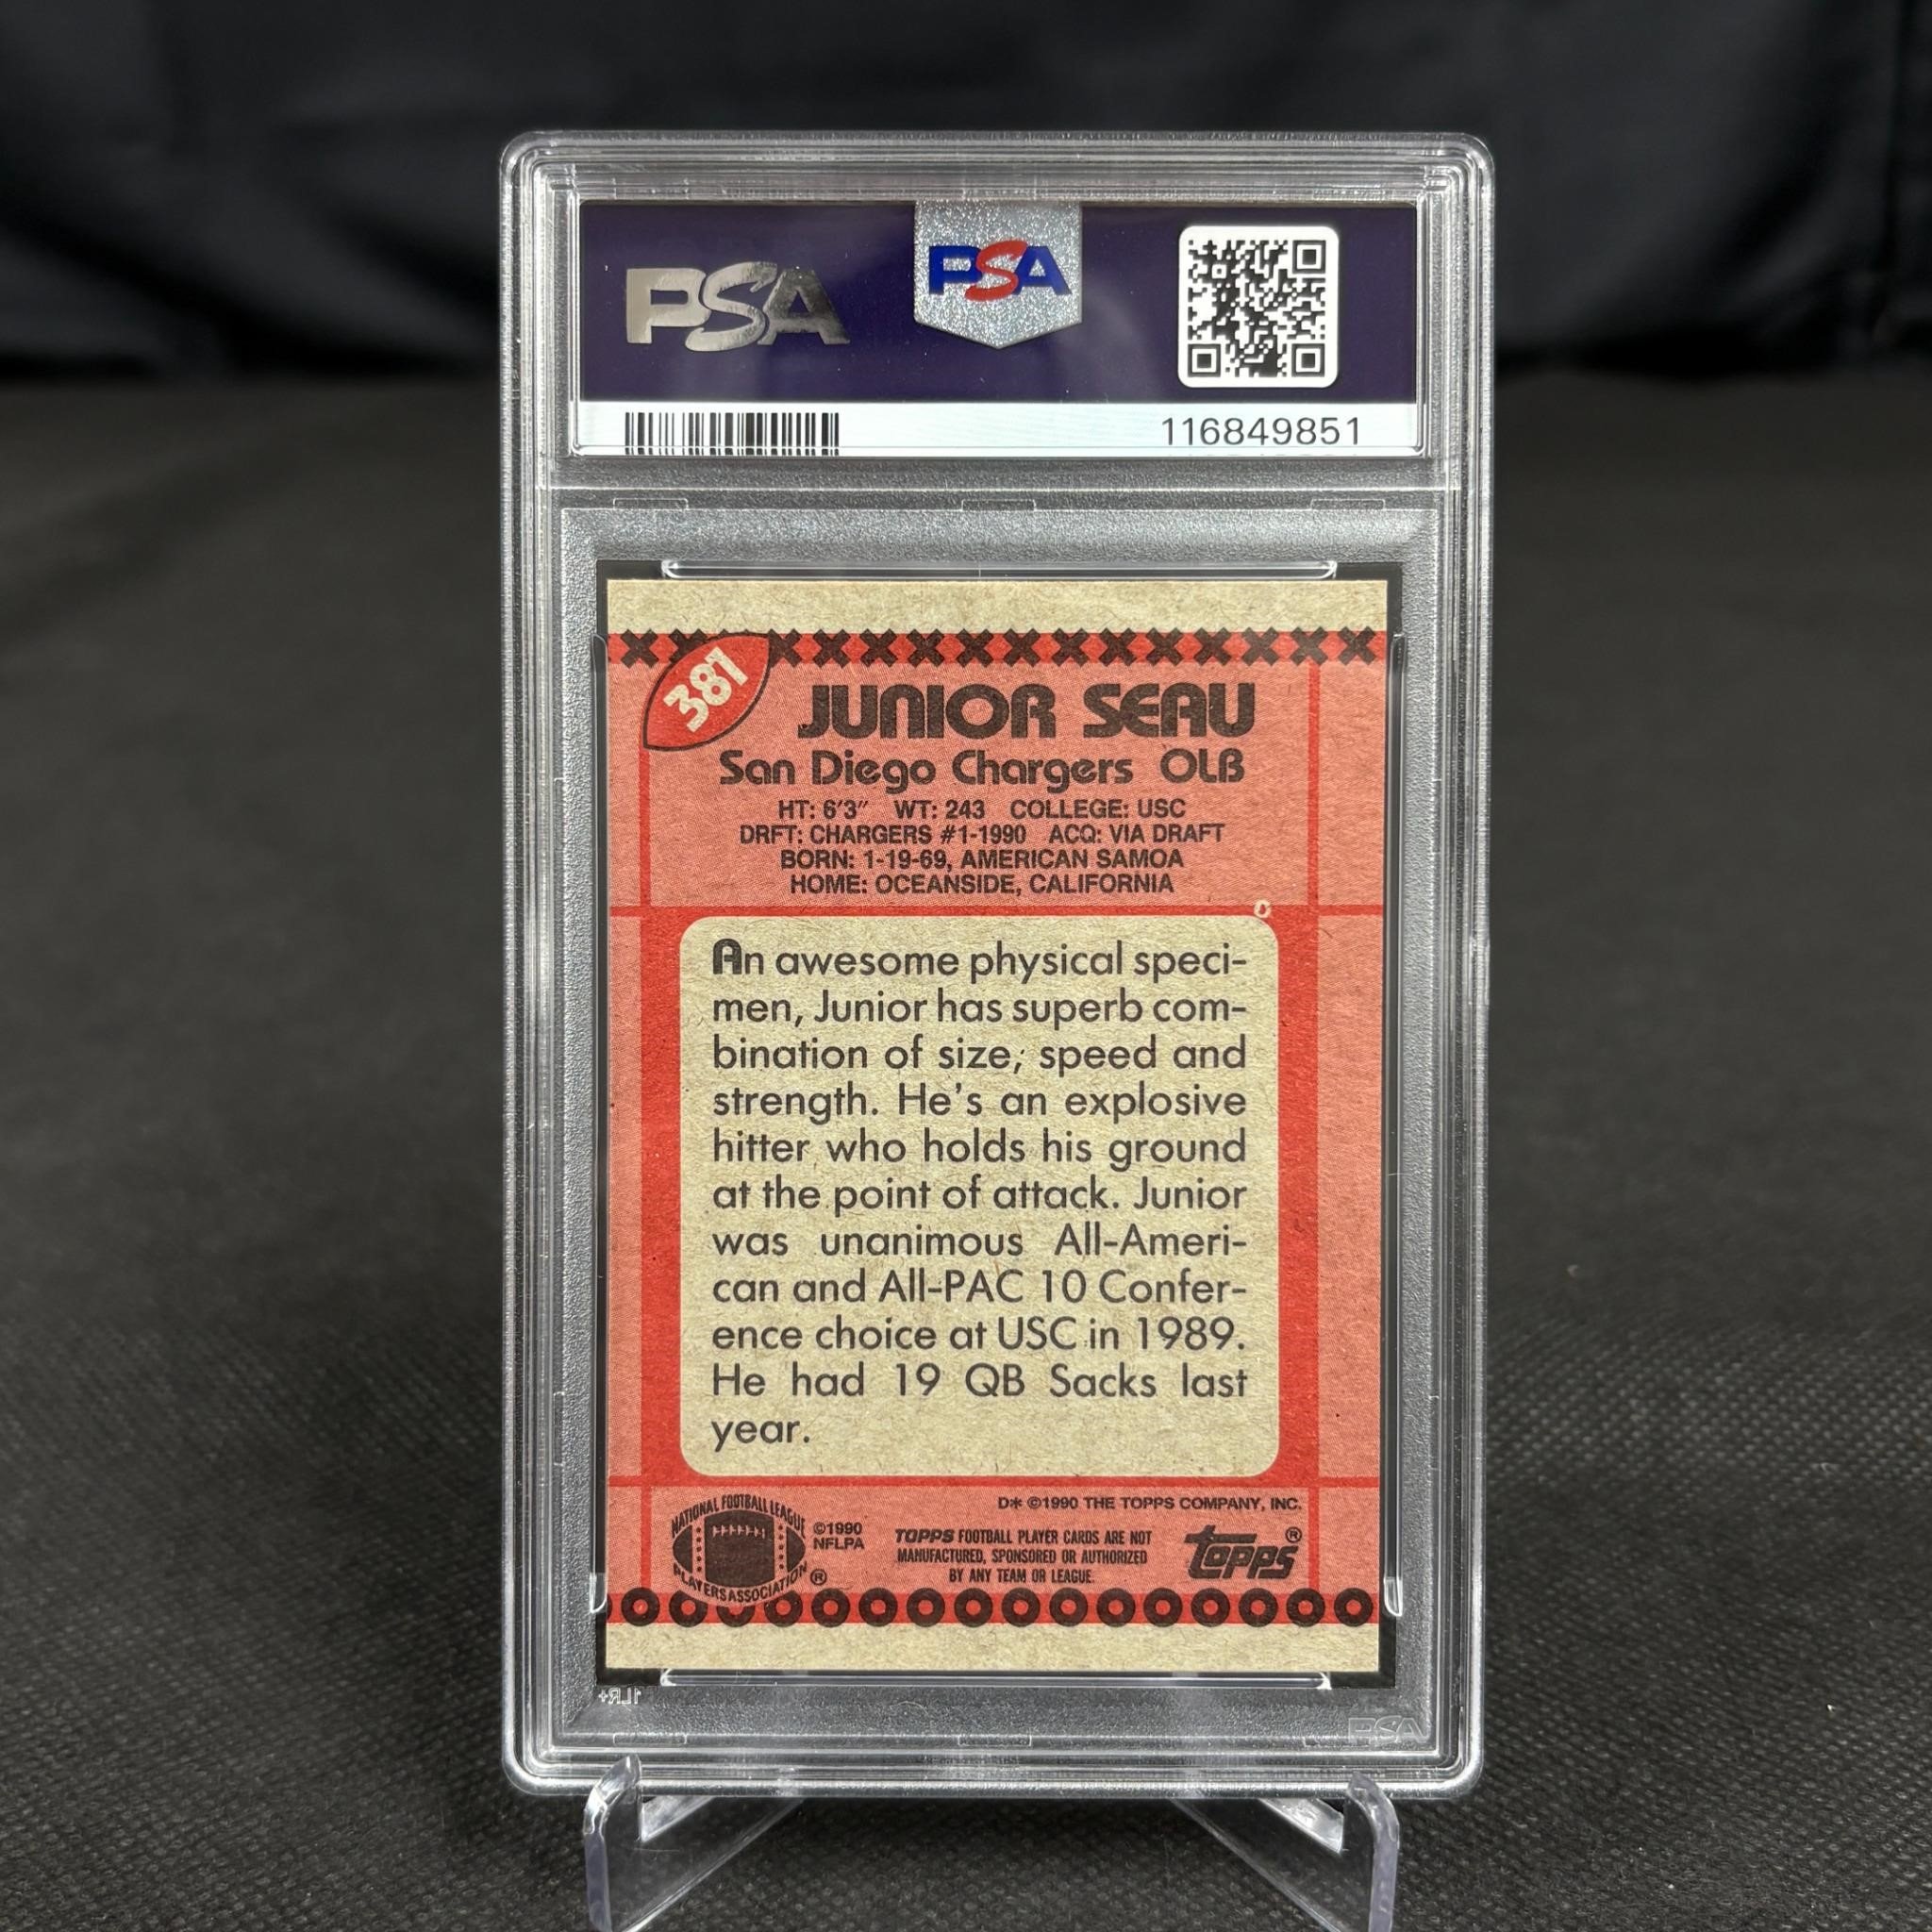 PSA
PSA
116849851
387
JUNIOR SEAU
San Diego Chargers OLB
HT: 6'3" WT: 243 COLLEGE: USC
DRFT: CHARGERS #1-1990 ACQ: VIA DRAFT
BORN: 1-19-69, AMERICAN SAMOA
HOME: OCEANSIDE, CALIFORNIA
An awesome physical speci-
men, Junior has superb com-
bination of size, speed and
strength. He's an explosive
hitter who holds his ground
at the point of attack. Junior
was unanimous All-Ameri-
can and All-PAC 10 Confer-
ence choice at USC in 1989.
He had 19 QB Sacks last
year.
D* ©1990 THE TOPPS COMPANY, INC.
NATIONAL FOOTBALL LEAGUE
PLAYERS ASSOCIATION ®
©1990
NFLPA
TOPPS FOOTBALL PLAYER CARDS ARE NOT
MANUFACTURED, SPONSORED OR AUTHORIZED
BY ANY TEAM OR LEAGUE.
topps®
1LR+
PSA